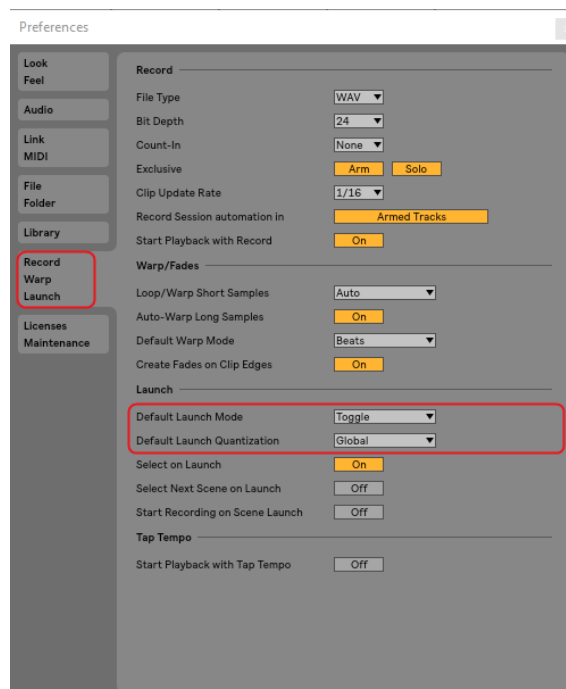 Preferences
Look
Feel
Audio
Link
MIDI
File
Folder
Library
Record
Warp
Launch
Licenses
Maintenance
Record
File Type WAV
Bit Depth 24
Count-In None
Exclusive Arm Solo
Clip Update Rate 1/16
Record Session automation in Armed Tracks
Start Playback with Record On
Warp/Fades
Loop/Warp Short Samples Auto
Auto-Warp Long Samples On
Default Warp Mode Beats
Create Fades on Clip Edges On
Launch
Default Launch Mode Toggle
Default Launch Quantization Global
Select on Launch On
Select Next Scene on Launch Off
Start Recording on Scene Launch Off
Tap Tempo
Start Playback with Tap Tempo Off